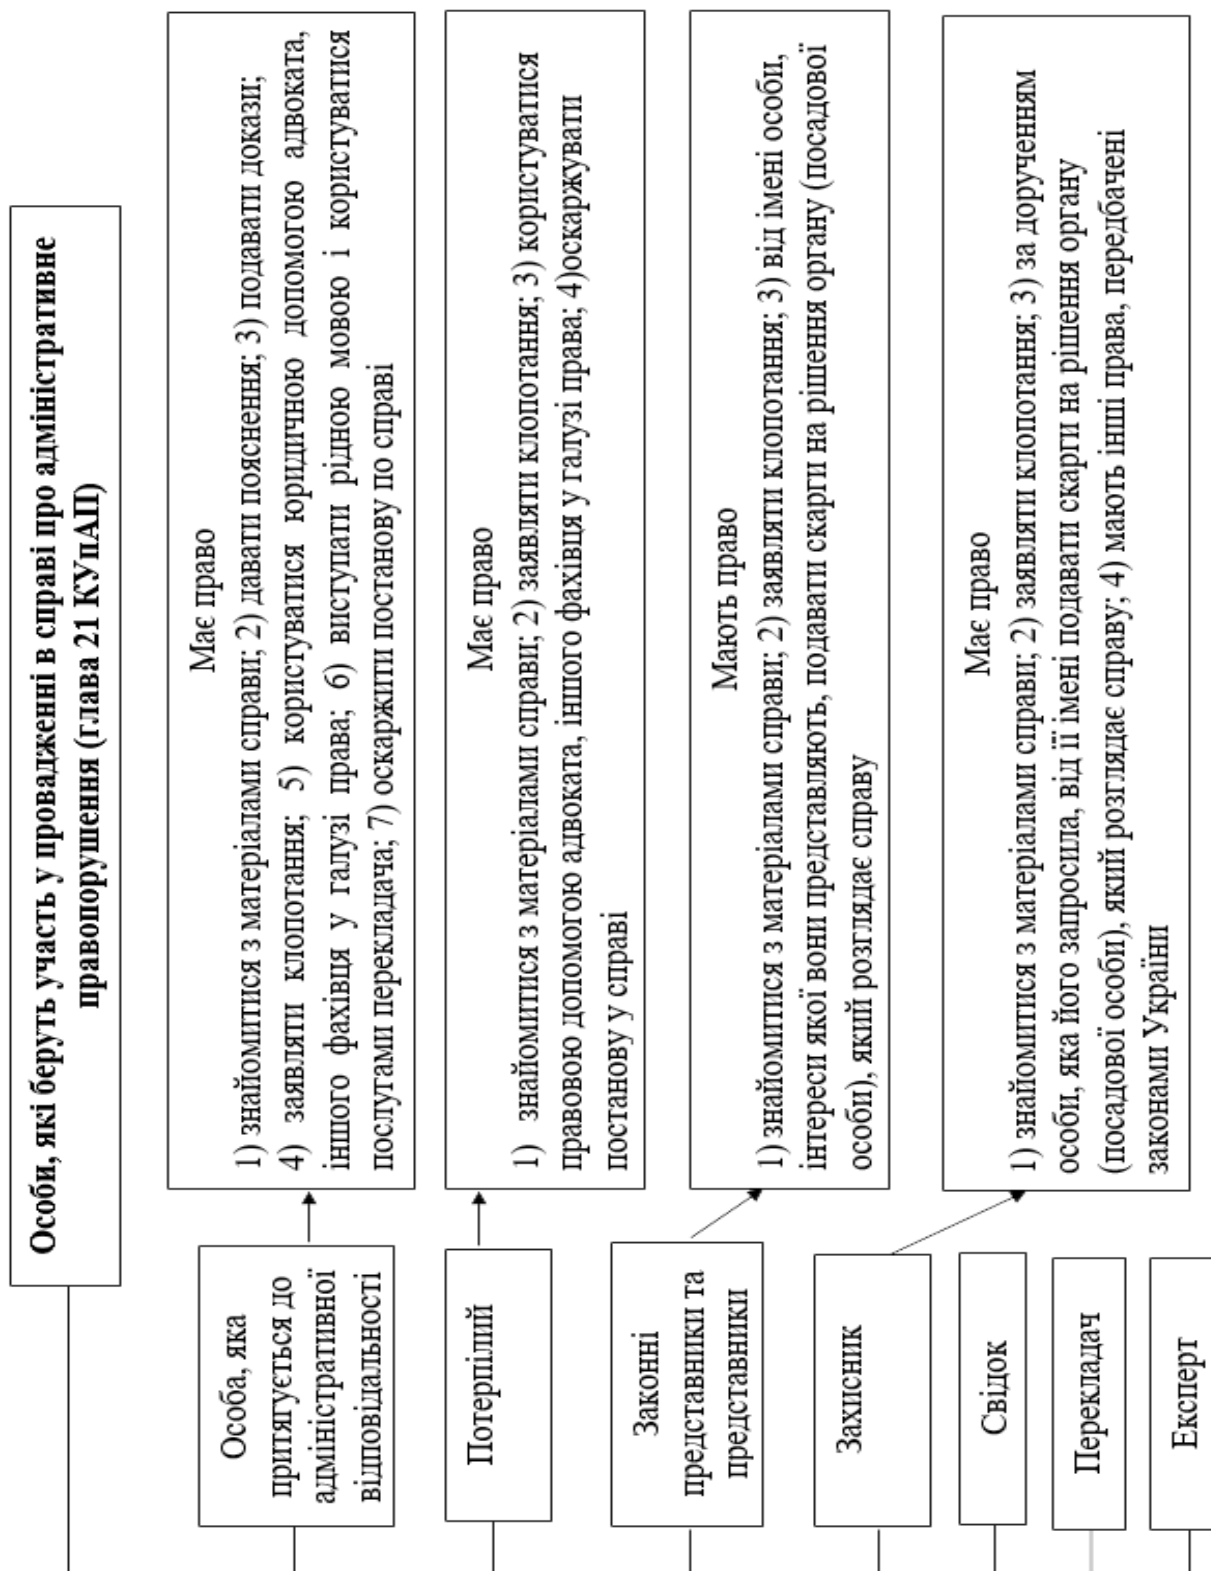 Особи, які беруть участь у провадженні в справі про адміністративне
правопорушення (глава 21 КУпАП)
Особа, яка
притягується до
адміністративної
відповідальності
Має право
1) знайомитися з матеріалами справи; 2) давати пояснення; 3) подавати докази;
4) заявляти клопотання; 5) користуватися юридичною допомогою адвоката,
іншого фахівця у галузі права; 6) виступати рідною мовою і користуватися
послугами перекладача; 7) оскаржити постанову по справі
Потерпілий
Має право
1) знайомитися з матеріалами справи; 2) заявляти клопотання; 3) користуватися
правовою допомогою адвоката, іншого фахівця у галузі права; 4)оскаржувати
постанову у справі
Законні
представники та
представники
Мають право
1) знайомитися з матеріалами справи; 2) заявляти клопотання; 3) від імені особи,
інтереси якої вони представляють, подавати скарги на рішення органу (посадової
особи), який розглядає справу
Захисник
Має право
1) знайомитися з матеріалами справи; 2) заявляти клопотання; 3) за дорученням
особи, яка його запросила, від її імені подавати скарги на рішення органу
(посадової особи), який розглядає справу; 4) мають інші права, передбачені
законами України
Свідок
Перекладач
Експерт